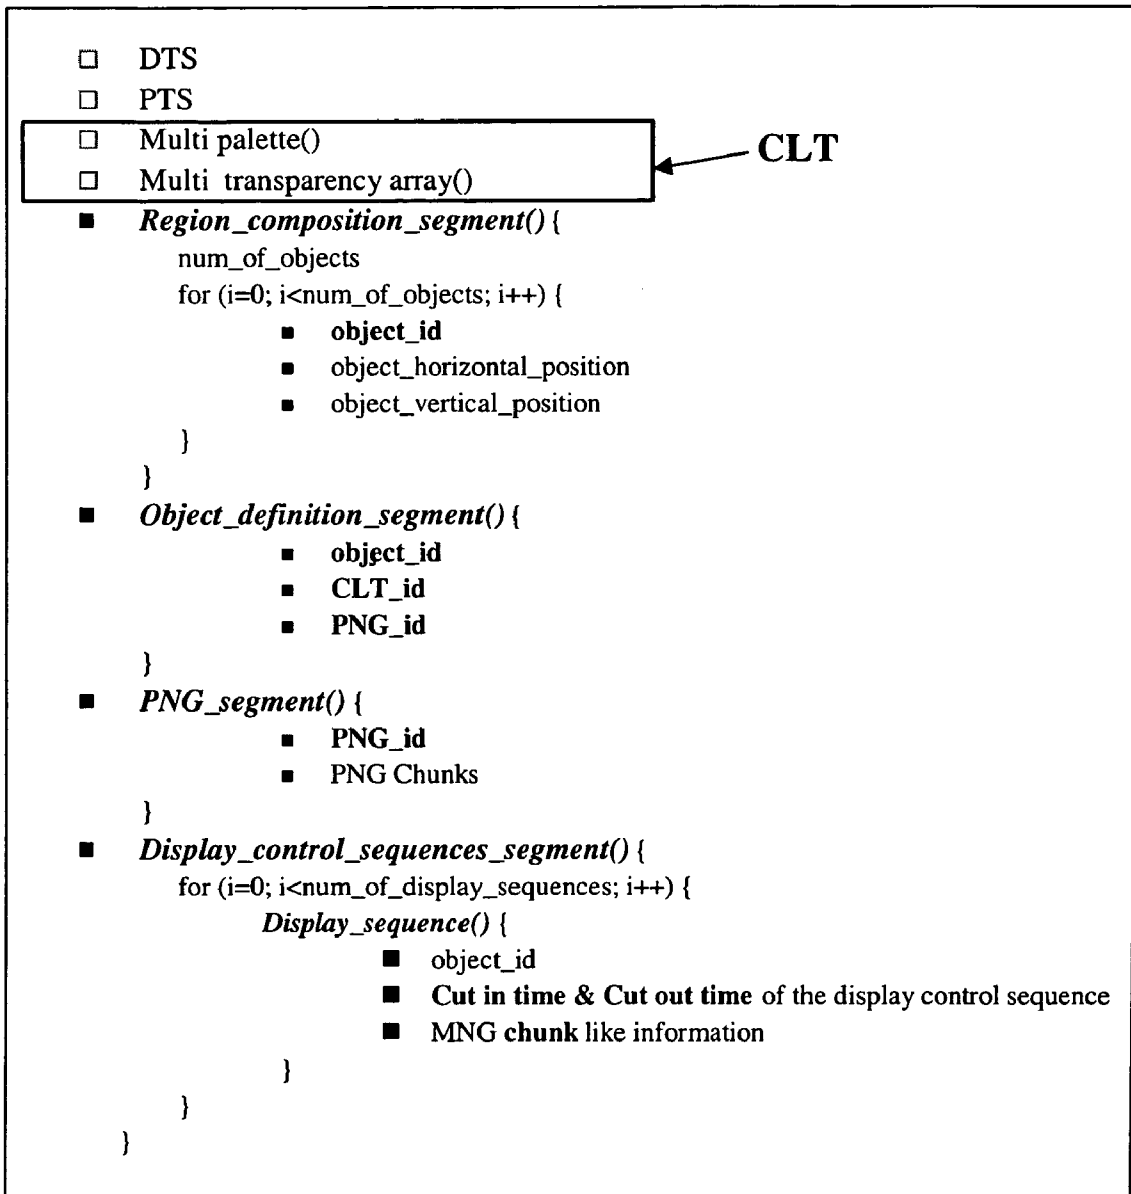 DTS
PTS
Multi palette()
CLT
Multi transparency array()
Region_composition_segment() {
num_of_objects
for (i=0; i<num_of_objects; i++) {
object_id
object_horizontal_position
object_vertical_position
}
}
Object_definition_segment() {
object_id
CLT_id
PNG_id
}
PNG_segment() {
PNG_id
PNG Chunks
}
Display_control_sequences_segment() {
for (i=0; i<num_of_display_sequences; i++) {
Display_sequence() {
object_id
Cut in time & Cut out time of the display control sequence
MNG chunk like information
}
}
}